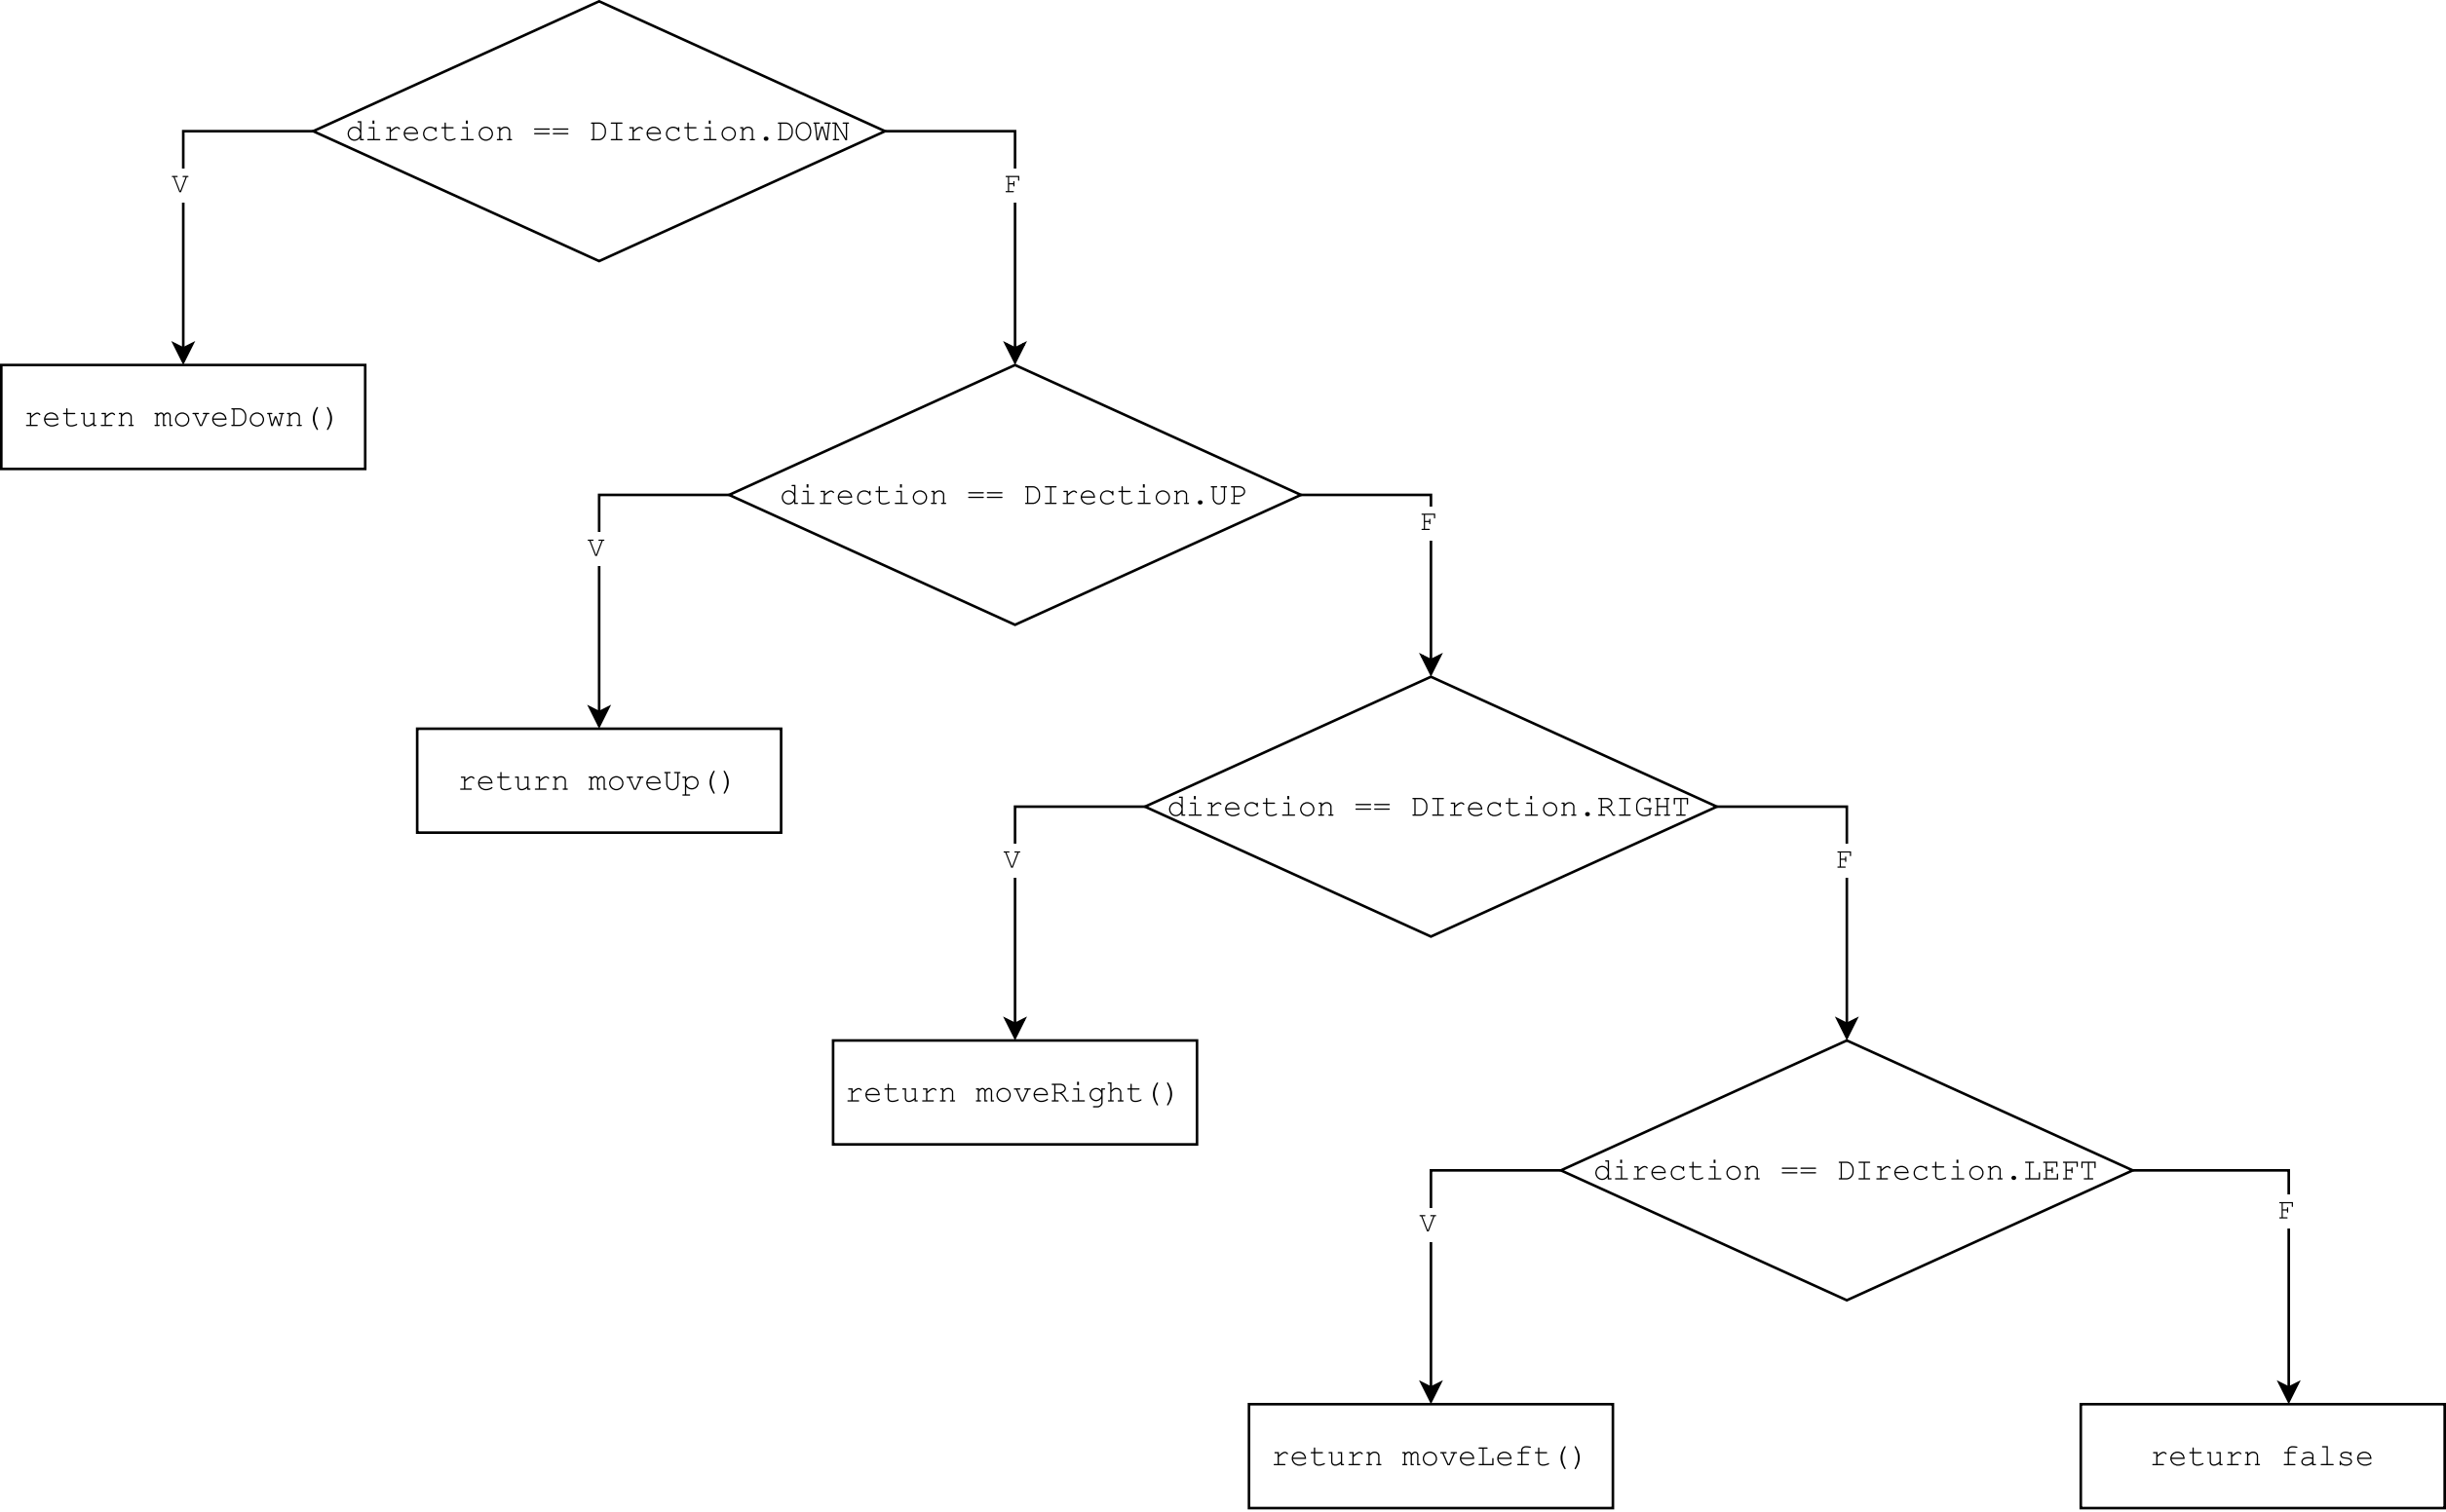 direction == DIrection.DOWN
V
F
return moveDown()
direction == DIrection.UP
V
F
return moveUp()
direction == DIrection.RIGHT
V
F
return moveRight()
direction == DIrection.LEFT
V
F
return moveLeft()
return false